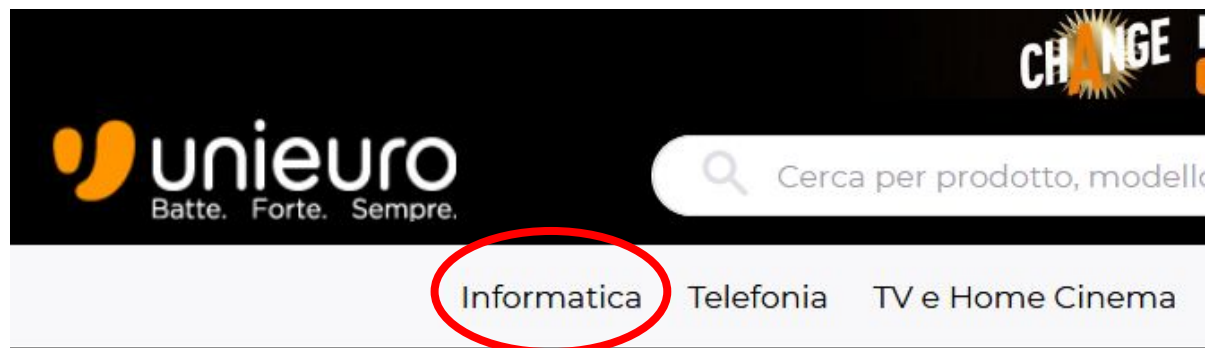 CHANGE
unieuro
Batte. Forte. Sempre.
Cerca per prodotto, modello
Informatica Telefonia TV e Home Cinema